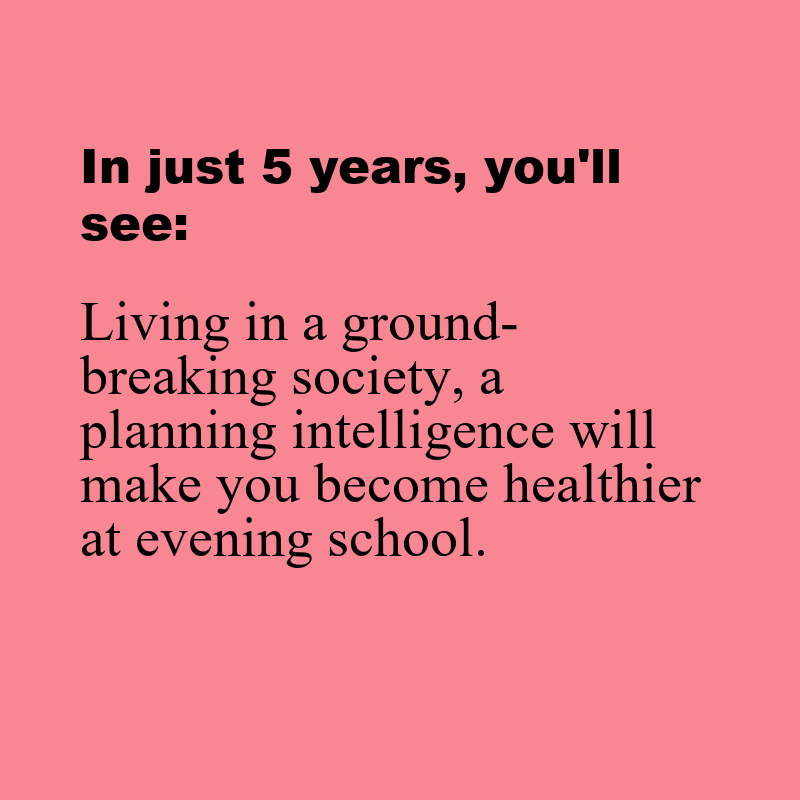 In just 5 years, you'll
see:
Living in a ground-
breaking society, a
planning intelligence will
make you become healthier
at evening school.